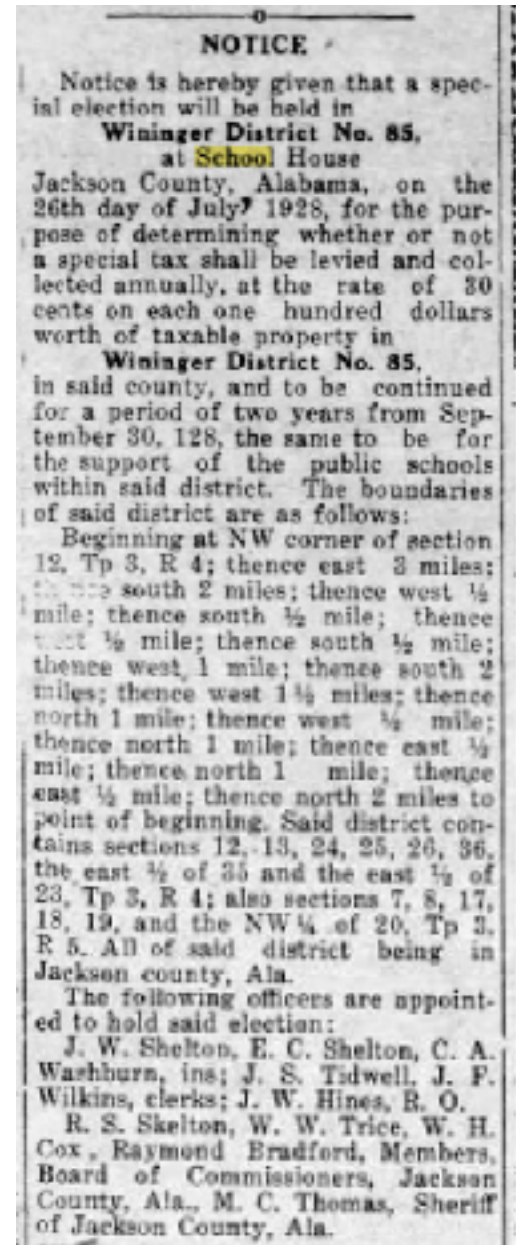 NOTICE
Notice is hereby given that a spec-
ial election will be held in
Wininger District No. 85,
at School House
Jackson County, Alabama, on the
26th day of July, 1928, for the pur-
pose of determining whether or not
a special tax shall be levied and col-
lected annually, at the rate of 30
cents on each one hundred dollars
worth of taxable property in
Wininger District No. 85,
in said county, and to be continued
for a period of two years from Sep-
tember 30, 128, the same to be for
the support of the public schools
within said district. The boundaries
of said district are as follows:
Beginning at NW corner of section
12, Tp 3, R 4; thence east 3 miles;
thence south 2 miles; thence west ½
mile; thence south ½ mile; thence
west ½ mile; thence south ½ mile;
thence west 1 mile; thence south 2
miles; thence west 1½ miles; thence
north 1 mile; thence west ½ mile;
thence north 1 mile; thence east ½
mile; thence north 1 mile; thence
east ½ mile; thence north 2 miles to
point of beginning. Said district con-
tains sections 12, 13, 24, 25, 26, 36,
the east ½ of 35 and the east ½ of
23, Tp 3, R 4; also sections 7, 8, 17,
18, 19, and the NW¼ of 20, Tp 3,
R 5. All of said district being in
Jackson county, Ala.
The following officers are appoint-
ed to hold said election:
J. W. Shelton, E. C. Shelton, C. A.
Washburn, ins; J. S. Tidwell, J. F.
Wilkins, clerks; J. W. Hines, R. O.
R. S. Skelton, W. W. Trice, W. H.
Cox, Raymond Bradford, Members,
Board of Commissioners, Jackson
County, Ala., M. C. Thomas, Sheriff
of Jackson County, Ala.